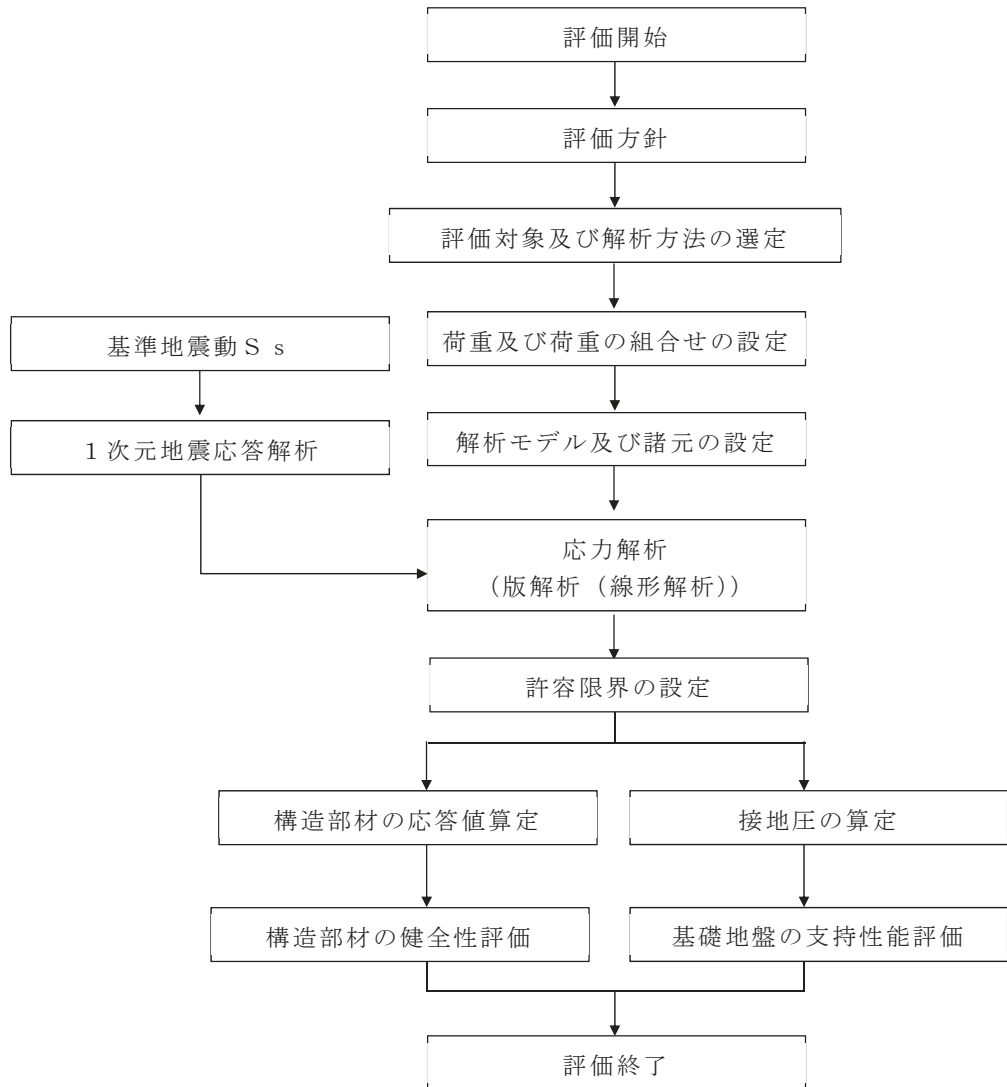 評価開始
評価方針
評価対象及び解析方法の選定
荷重及び荷重の組合せの設定
基準地震動Ｓｓ
解析モデル及び諸元の設定
１次元地震応答解析
応力解析
（版解析（線形解析））
許容限界の設定
構造部材の応答値算定
接地圧の算定
構造部材の健全性評価
基礎地盤の支持性能評価
評価終了